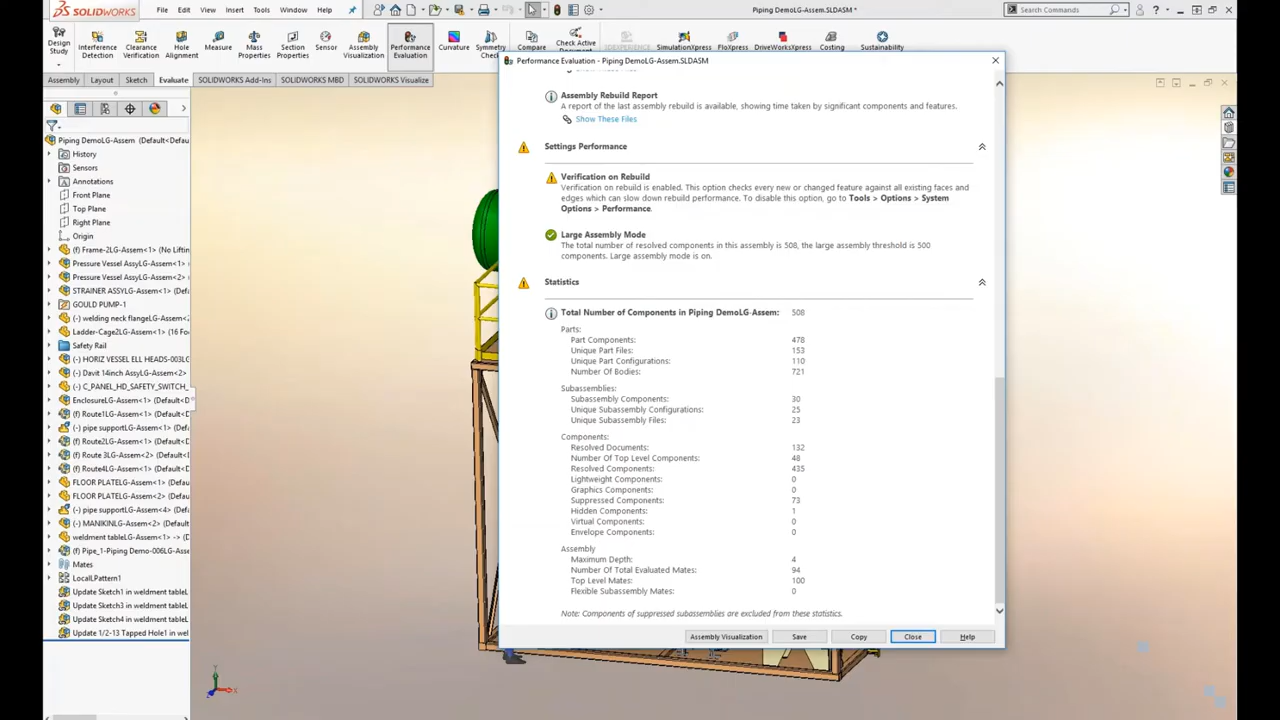 SOLIDWORKS
File
Edit
View
Insert
Tools
Window
Help
Piping DemoLG-Assem.SLDASM *
Search Commands
Design Study
Interference Detection
Clearance Verification
Hole Alignment
Measure
Mass Properties
Section Properties
Sensor
Assembly Visualization
Performance Evaluation
Curvature
Symmetry Check
Compare
Check Active
3DEXPERIENCE
SimulationXpress
FloXpress
DriveWorksXpress
Costing
Sustainability
Assembly
Layout
Sketch
Evaluate
SOLIDWORKS Add-Ins
SOLIDWORKS MBD
SOLIDWORKS Visualize
Piping DemoLG-Assem (Default<Defau
History
Sensors
Annotations
Front Plane
Top Plane
Right Plane
Origin
(f) Frame-2LG-Assem<1> (No Lifting
Pressure Vessel AssyLG-Assem<1> (
Pressure Vessel AssyLG-Assem<2> (
STRAINER ASSYLG-Assem<1> (Defa
GOULD PUMP-1
(-) welding neck flangeLG-Assem<1
Ladder-Cage2LG-Assem<1> (16 Foo
Safety Rail
(-) HORIZ VESSEL ELL HEADS-003LG
(-) Davit 14inch AssyLG-Assem<2>
(-) C_PANEL_HD_SAFETY_SWITCH_
EnclosureLG-Assem<1> (Default<D
(f) Route1LG-Assem<1> (Default<D
(-) pipe supportLG-Assem<1> (Defa
(f) Route2LG-Assem<1> (Default<D
(f) Route 3LG-Assem<2> (Default<D
(f) Route4LG-Assem<1> (Default<D
FLOOR PLATELG-Assem<1> (Default
FLOOR PLATELG-Assem<2> (Default
(-) pipe supportLG-Assem<4> (Defa
(-) MANIKINLG-Assem<2> (Default
weldment tableLG-Assem<1> -> (D
(f) Pipe_1-Piping Demo-006LG-Asse
Mates
LocalLPattern1
Update Sketch1 in weldment tableL
Update Sketch3 in weldment tableL
Update Sketch4 in weldment tableL
Update 1/2-13 Tapped Hole1 in wel
Performance Evaluation - Piping DemoLG-Assem.SLDASM
Assembly Rebuild Report
A report of the last assembly rebuild is available, showing time taken by significant components and features.
Show These Files
Settings Performance
Verification on Rebuild
Verification on rebuild is enabled. This option checks every new or changed feature against all existing faces and
edges which can slow down rebuild performance. To disable this option, go to Tools > Options > System
Options > Performance.
Large Assembly Mode
The total number of resolved components in this assembly is 508, the large assembly threshold is 500
components. Large assembly mode is on.
Statistics
Total Number of Components in Piping DemoLG-Assem: 508
Parts:
Part Components: 478
Unique Part Files: 153
Unique Part Configurations: 110
Number Of Bodies: 721
Subassemblies:
Subassembly Components: 30
Unique Subassembly Configurations: 25
Unique Subassembly Files: 23
Components:
Resolved Documents: 132
Number Of Top Level Components: 48
Resolved Components: 435
Lightweight Components: 0
Graphics Components: 0
Suppressed Components: 73
Hidden Components: 1
Virtual Components: 0
Envelope Components: 0
Assembly
Maximum Depth: 4
Number Of Total Evaluated Mates: 94
Top Level Mates: 100
Flexible Subassembly Mates: 0
Note: Components of suppressed subassemblies are excluded from these statistics.
Assembly Visualization
Save
Copy
Close
Help